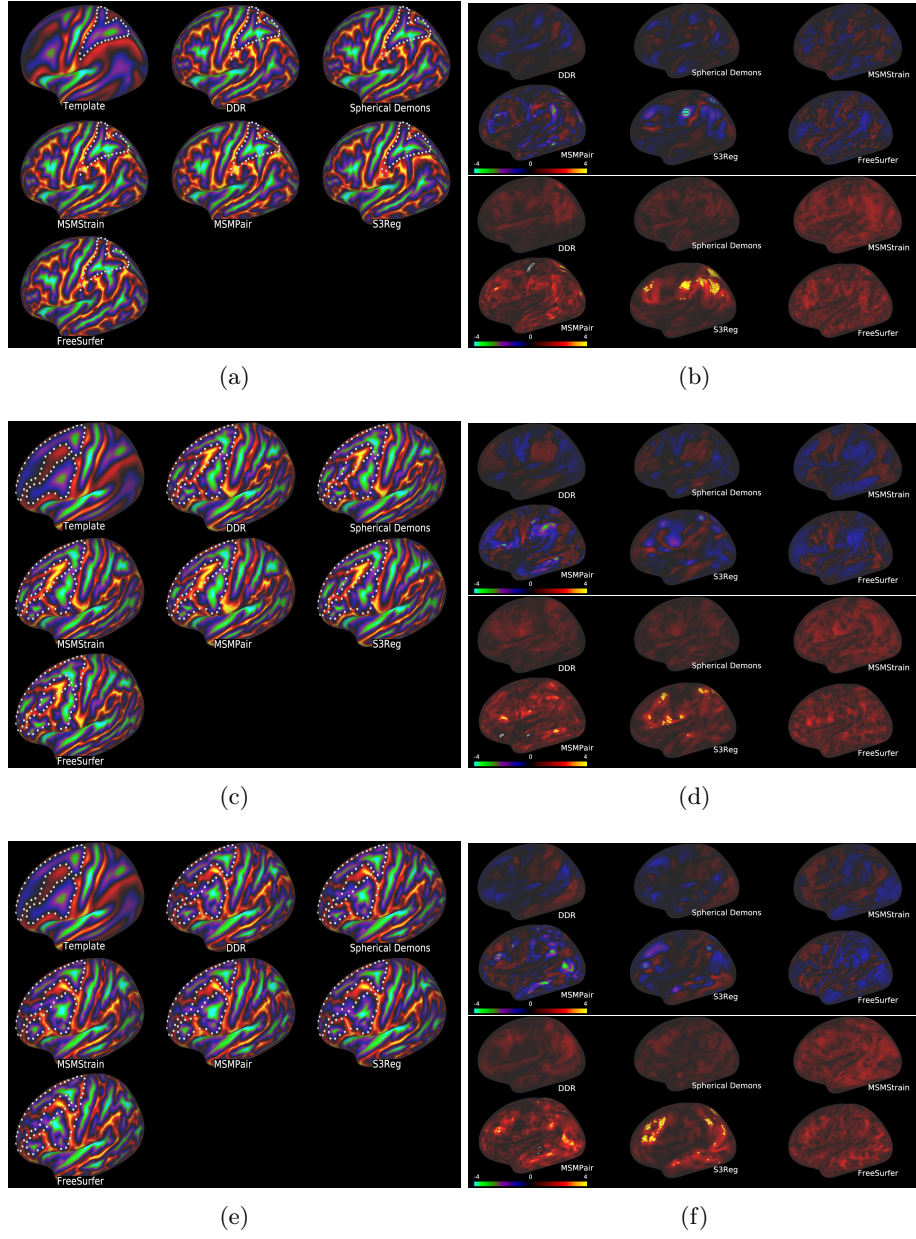 Template DDR Spherical Demons
MSMStrain MSMPair S3Reg
FreeSurfer
(a)
DDR Spherical Demons MSMStrain
MSMPair S3Reg FreeSurfer
-4 0 4
DDR Spherical Demons MSMStrain
MSMPair S3Reg FreeSurfer
-4 0 4
(b)
Template DDR Spherical Demons
MSMStrain MSMPair S3Reg
FreeSurfer
(c)
DDR Spherical Demons MSMStrain
MSMPair S3Reg FreeSurfer
-4 0 4
DDR Spherical Demons MSMStrain
MSMPair S3Reg FreeSurfer
-4 0 4
(d)
Template DDR Spherical Demons
MSMStrain MSMPair S3Reg
FreeSurfer
(e)
DDR Spherical Demons MSMStrain
MSMPair S3Reg FreeSurfer
-4 0 4
DDR Spherical Demons MSMStrain
MSMPair S3Reg FreeSurfer
-4 0 4
(f)